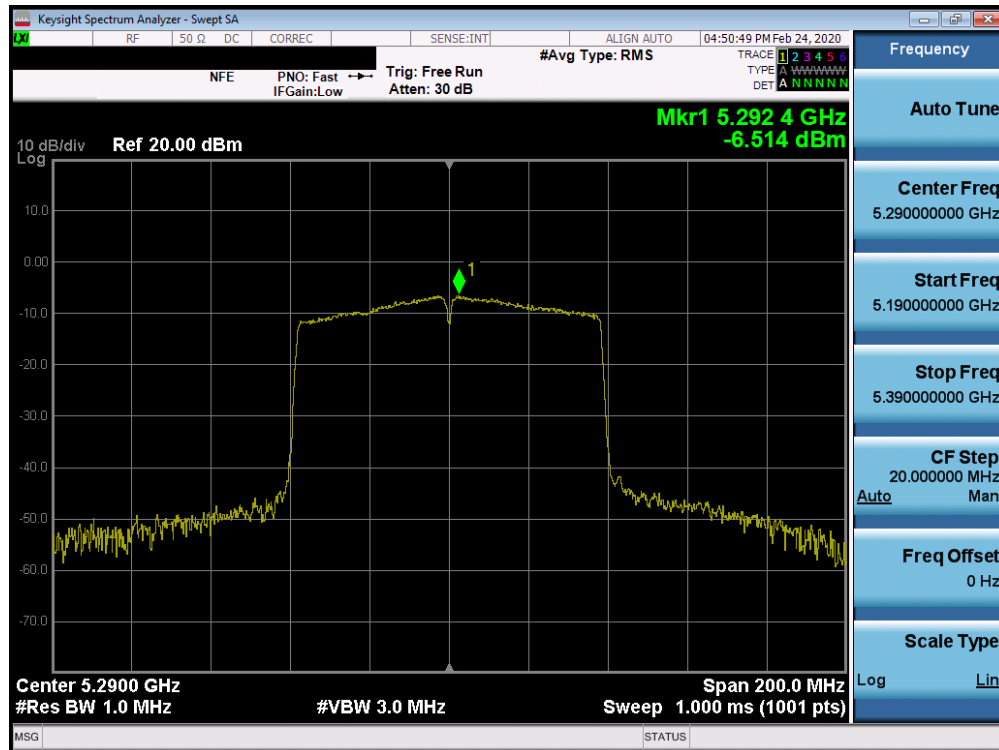 Keysight Spectrum Analyzer - Swept SA
LXI RF 50 Ω DC CORREC SENSE:INT ALIGN AUTO 04:50:49 PM Feb 24, 2020
NFE PNO: Fast Trig: Free Run #Avg Type: RMS TRACE 1 2 3 4 5 6
IFGain:Low Atten: 30 dB TYPE A WWWWW
DET A N N N N N
Mkr1 5.292 4 GHz
-6.514 dBm
10 dB/div Ref 20.00 dBm
Log
10.0
0.00
-10.0
-20.0
-30.0
-40.0
-50.0
-60.0
-70.0
1
Center 5.2900 GHz Span 200.0 MHz
#Res BW 1.0 MHz #VBW 3.0 MHz Sweep 1.000 ms (1001 pts)
MSG STATUS
Frequency
Auto Tune
Center Freq
5.290000000 GHz
Start Freq
5.190000000 GHz
Stop Freq
5.390000000 GHz
CF Step
20.000000 MHz
Auto Man
Freq Offset
0 Hz
Scale Type
Log Lin